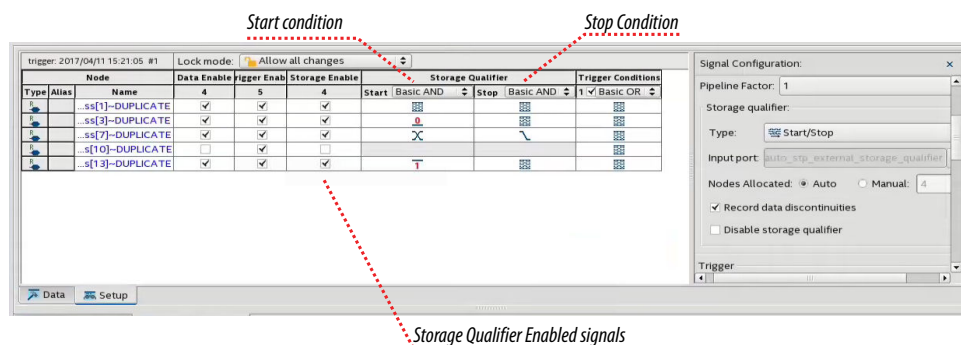 Start condition
Stop Condition
trigger: 2017/04/11 15:21:05 #1
Lock mode: Allow all changes
Signal Configuration:
Node Data Enable rigger Enab Storage Enable Storage Qualifier Trigger Conditions
Type Alias Name 4 5 4 Start Basic AND Stop Basic AND 1 Basic OR
...ss[1]~DUPLICATE
...ss[3]~DUPLICATE 0
...ss[7]~DUPLICATE
...s[10]~DUPLICATE
...s[13]~DUPLICATE 1
Pipeline Factor: 1
Storage qualifier:
Type: Start/Stop
Input port: auto_stp_external_storage_qualifier
Nodes Allocated: Auto Manual: 4
Record data discontinuities
Disable storage qualifier
Trigger
Data Setup
Storage Qualifier Enabled signals